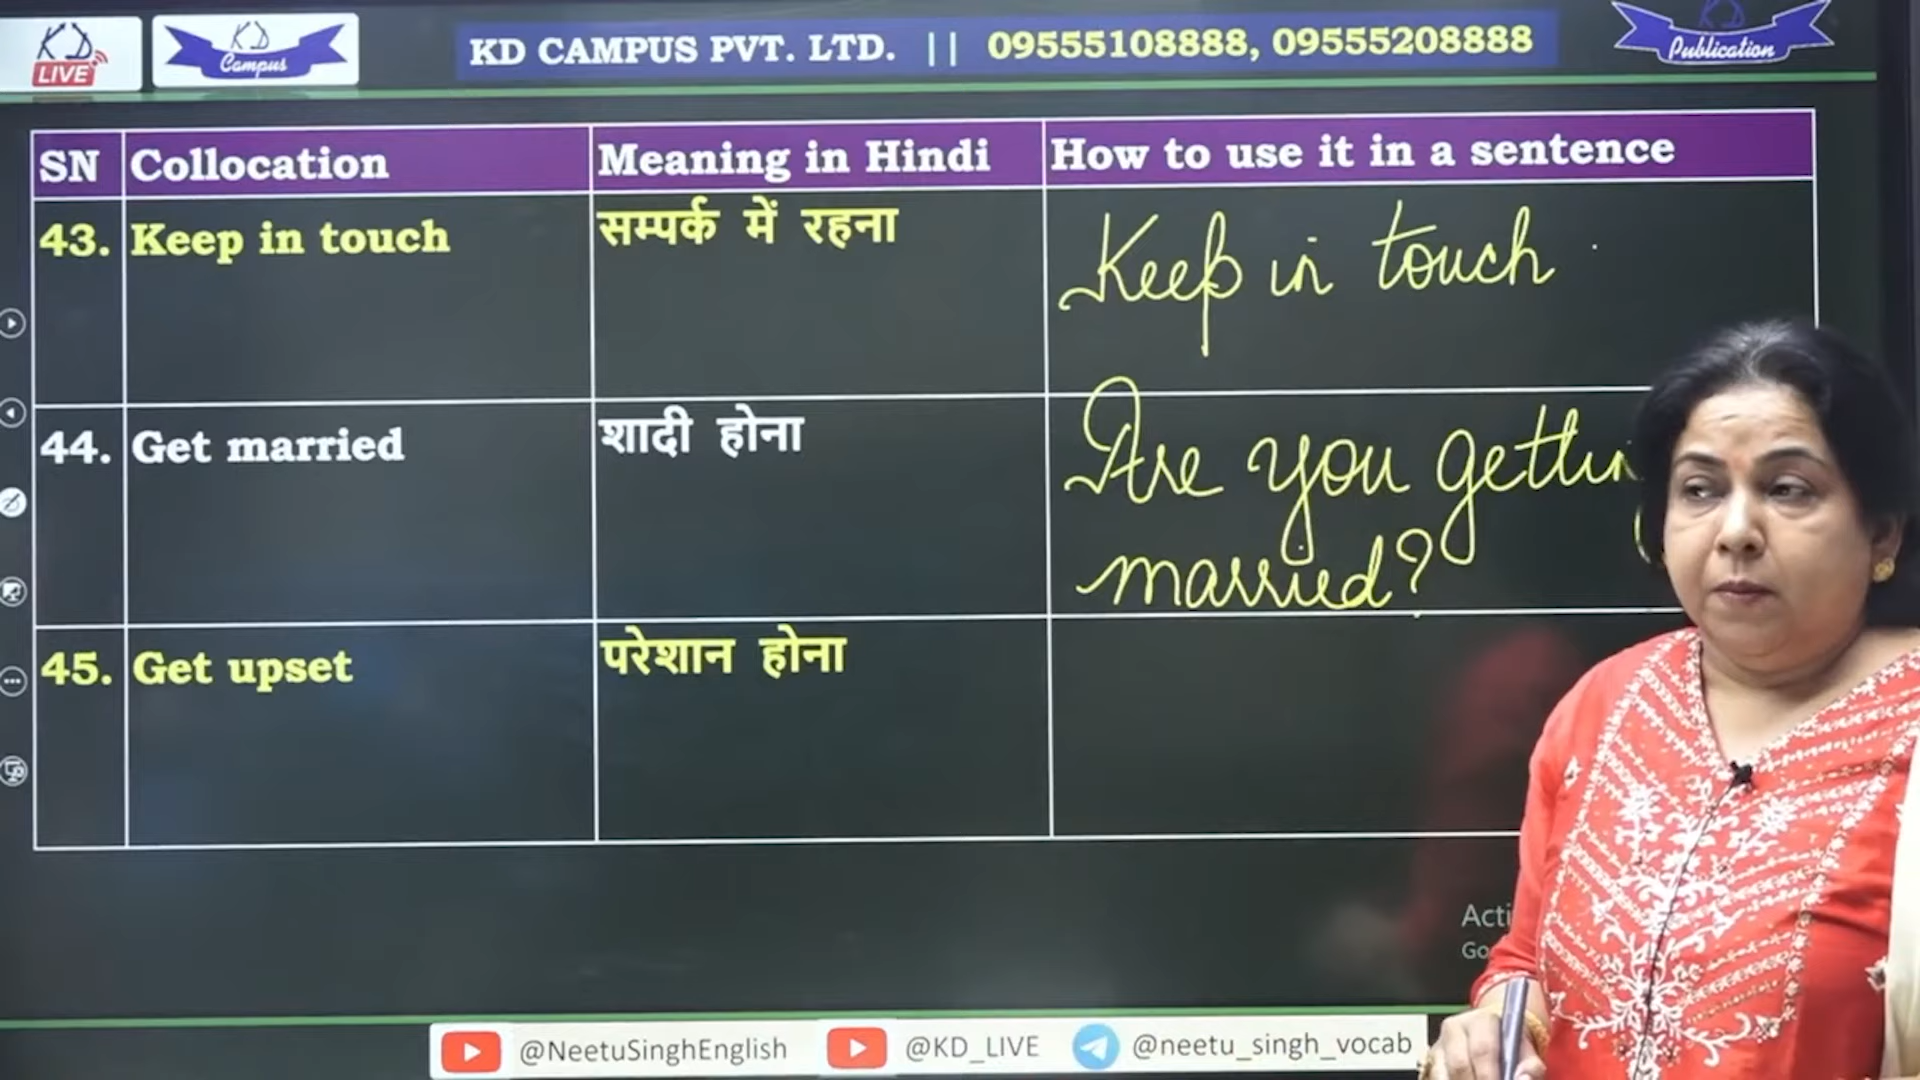 KD LIVE
KD Campus
KD CAMPUS PVT. LTD. || 09555108888, 09555208888
KD Publication
SN Collocation Meaning in Hindi How to use it in a sentence
43. Keep in touch सम्पर्क में रहना Keep in touch
44. Get married शादी होना Are you
married?
45. Get upset परेशान होना
@NeetuSinghEnglish @KD_LIVE @neetu_singh_vocab